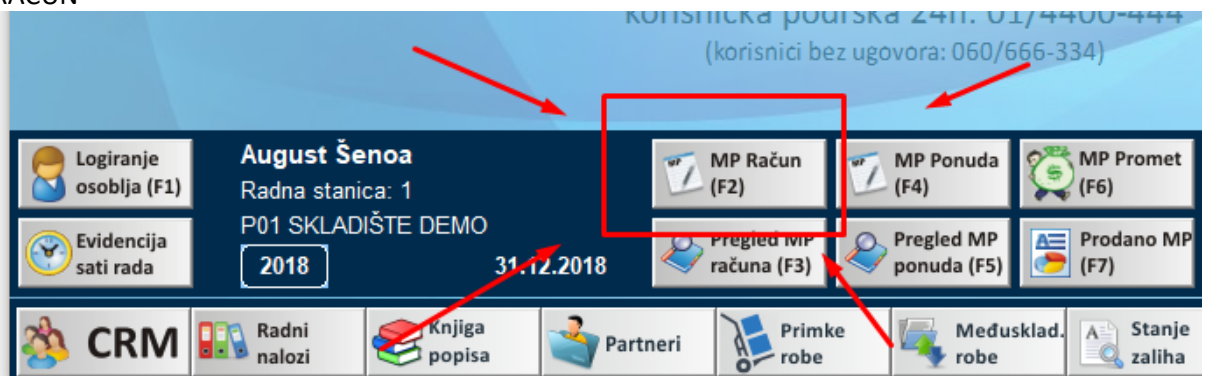 RAČUN
korisnička podrška 24h: 01/4400-444
(korisnici bez ugovora: 060/666-334)
Logiranje
osoblja (F1)
August Šenoa
Radna stanica: 1
P01 SKLADIŠTE DEMO
MP Račun
(F2)
MP Ponuda
(F4)
MP Promet
(F6)
Evidencija
sati rada
2018
31.12.2018
Pregled MP
računa (F3)
Pregled MP
ponuda (F5)
Prodano MP
(F7)
CRM
Radni
nalozi
Knjiga
popisa
Partneri
Primke
robe
Međusklad.
robe
Stanje
zaliha